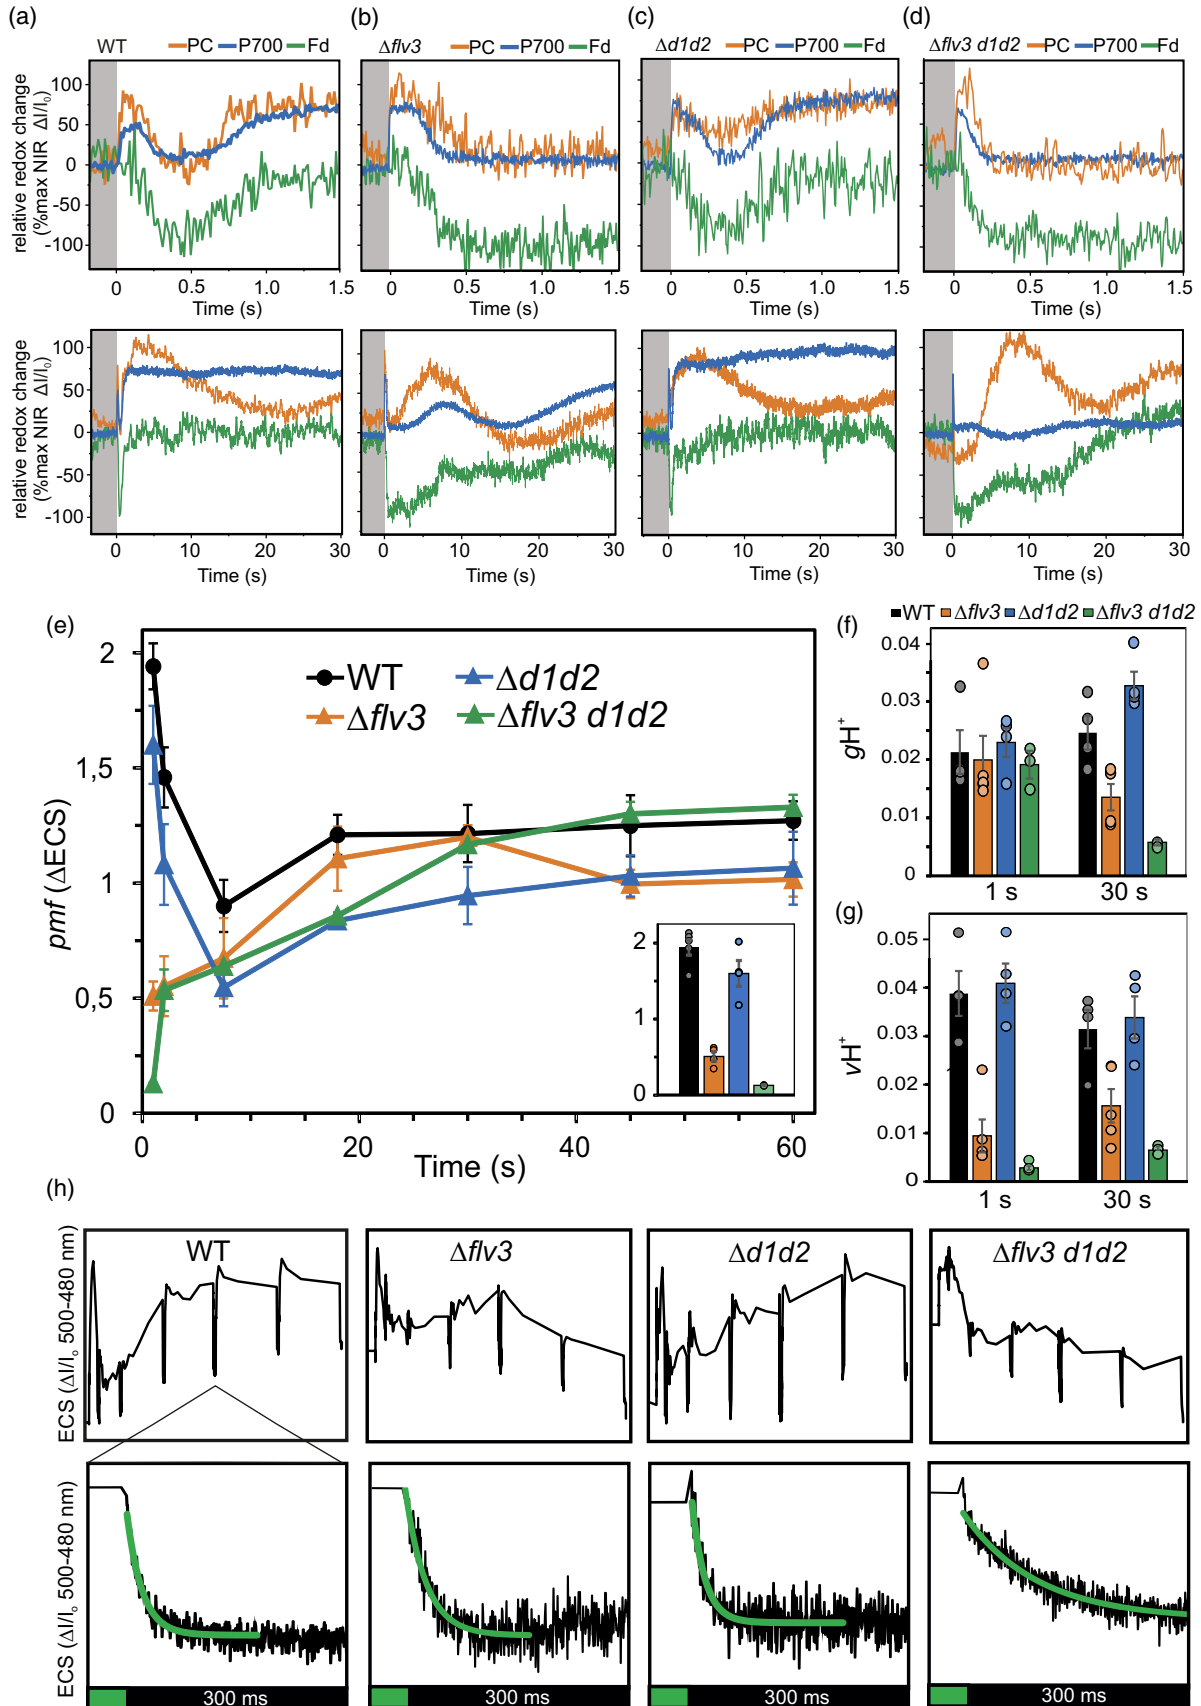 (a)
WT
PC P700 Fd
(b)
Δflv3
PC P700 Fd
(c)
Δd1d2
PC P700 Fd
(d)
Δflv3 d1d2
PC P700 Fd
relative redox change
(%max NIR ΔI/I₀)
100
50
0
-50
-100
0 0.5 1.0 1.5
Time (s)
0 0.5 1.0 1.5
Time (s)
0 0.5 1.0 1.5
Time (s)
0 0.5 1.0 1.5
Time (s)
relative redox change
(%max NIR ΔI/I₀)
100
50
0
-50
-100
0 10 20 30
Time (s)
0 10 20 30
Time (s)
0 10 20 30
Time (s)
0 10 20 30
Time (s)
(e)
pmf (ΔECS)
2
1,5
1
0,5
0
WT
Δflv3
Δd1d2
Δflv3 d1d2
2
1
0
0 20 40 60
Time (s)
(f)
WT Δflv3 Δd1d2 Δflv3 d1d2
gH⁺
0.04
0.03
0.02
0.01
0
1 s 30 s
(g)
vH⁺
0.05
0.04
0.03
0.02
0.01
0
1 s 30 s
(h)
ECS (ΔI/I₀ 500-480 nm)
WT
Δflv3
Δd1d2
Δflv3 d1d2
ECS (ΔI/I₀ 500-480 nm)
300 ms
300 ms
300 ms
300 ms